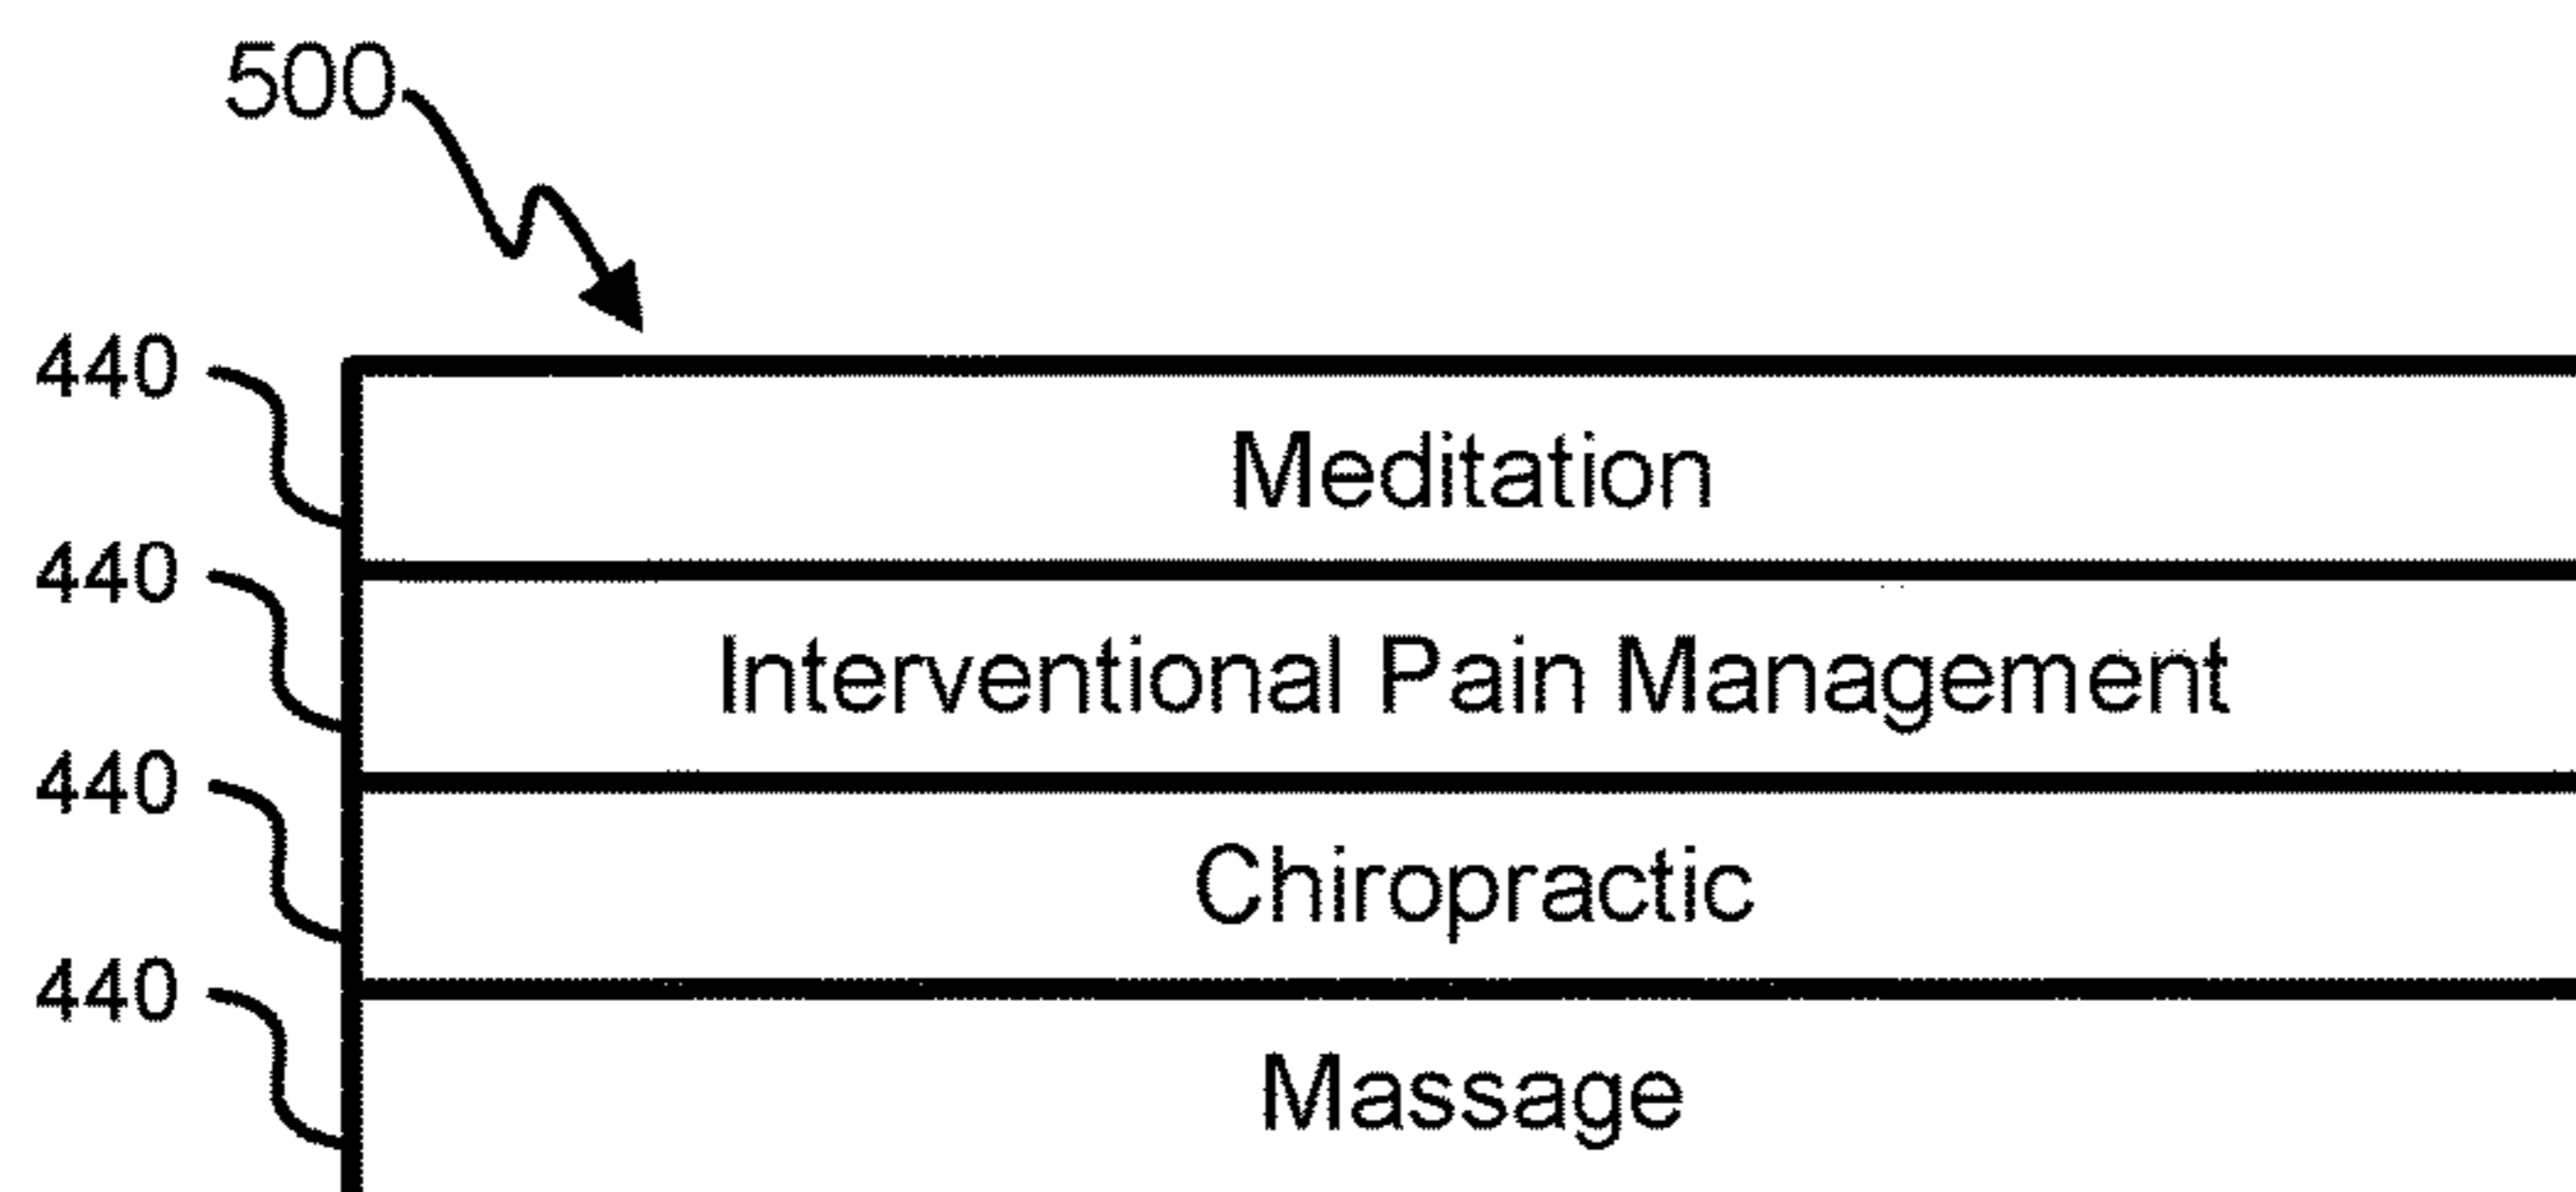 500
440
Meditation
440
Interventional Pain Management
440
Chiropractic
440
Massage